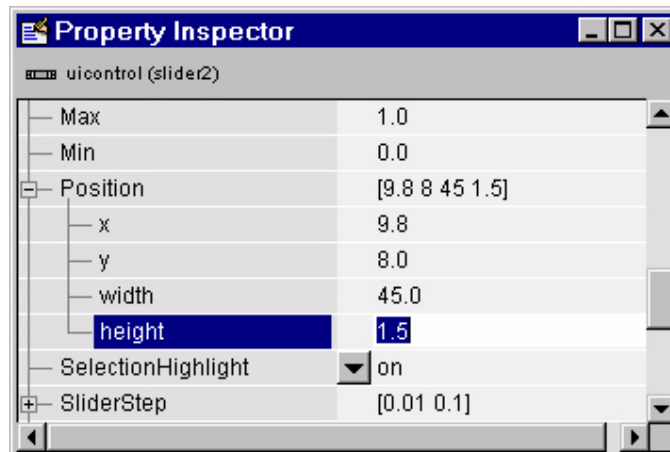 Property Inspector
uicontrol (slider2)
Max 1.0
Min 0.0
Position [9.8 8 45 1.5]
x 9.8
y 8.0
width 45.0
height 1.5
SelectionHighlight on
SliderStep [0.01 0.1]